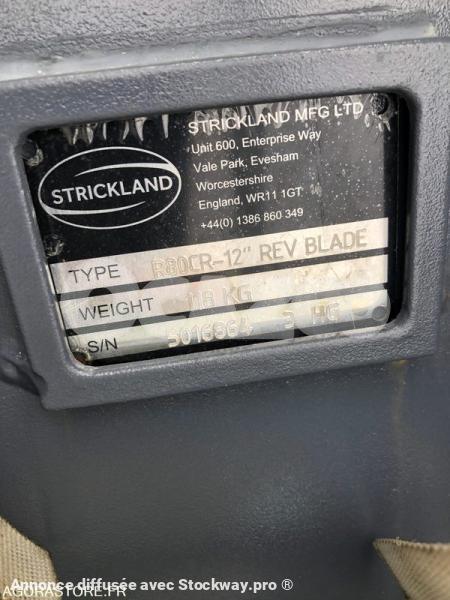 STRICKLAND MFG LTD
Unit 600, Enterprise Way
Vale Park, Evesham
Worcestershire
England, WR11 1GT
+44(0) 1386 860 349
STRICKLAND
TYPE R80CR-12" REV BLADE
WEIGHT KG
S/N HG
Annonce diffusée avec Stockway.pro ®
AGORASTORE.FR